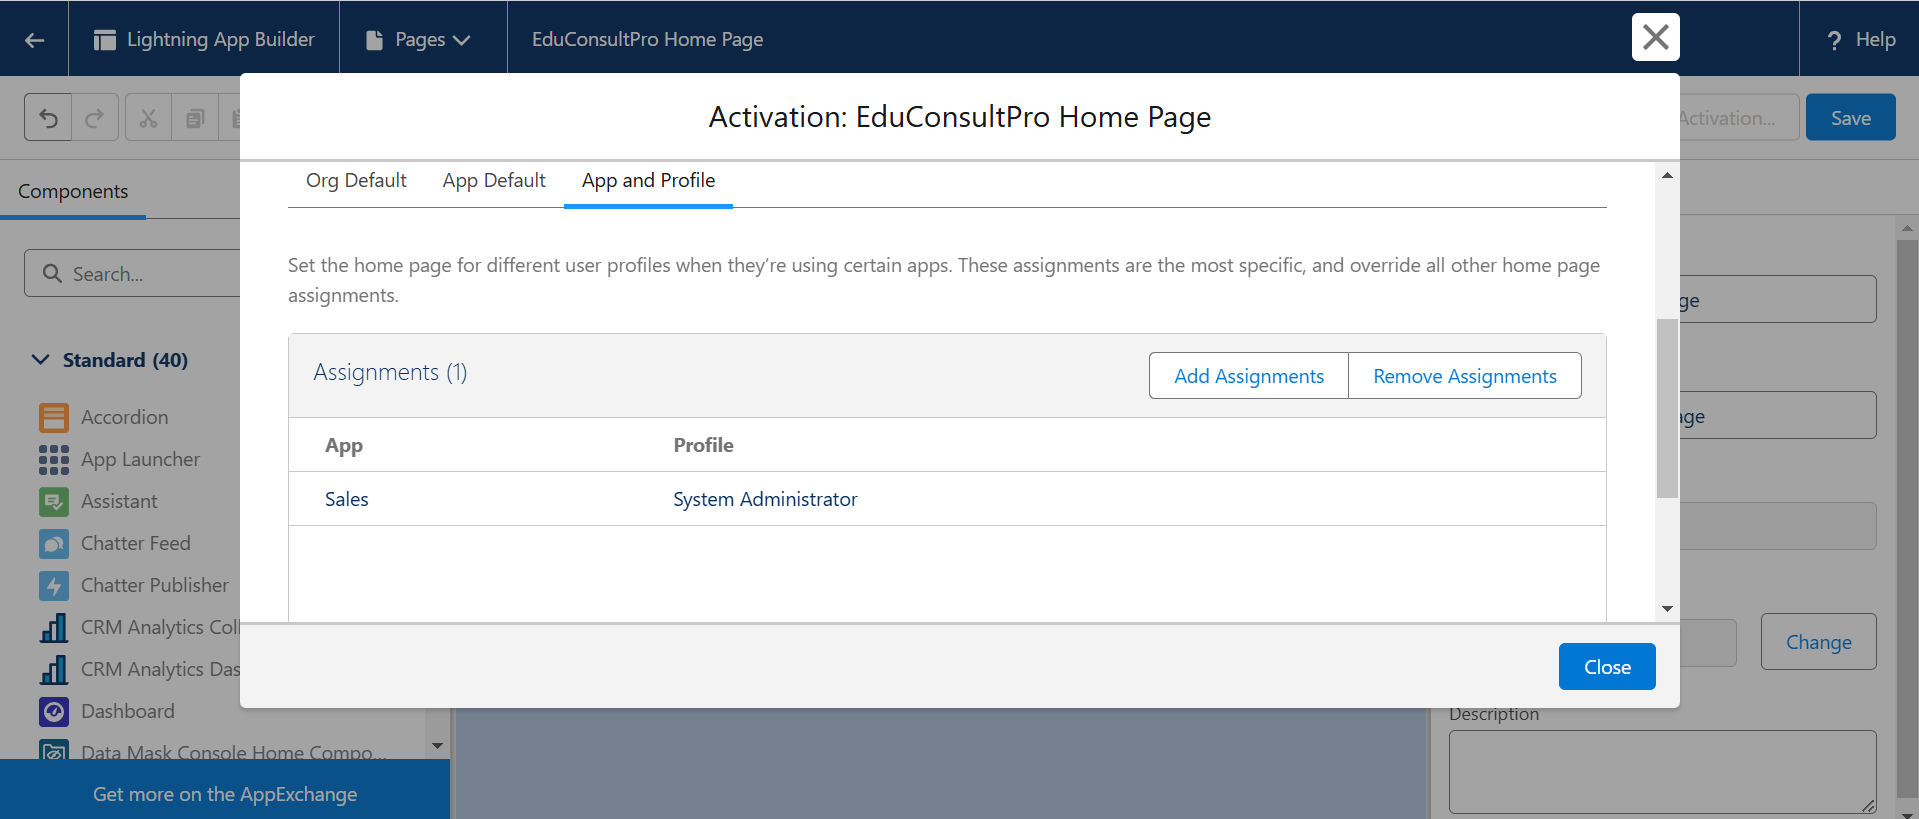 Lightning App Builder
Pages
EduConsultPro Home Page
? Help
Activation...
Save
Components
Search...
Standard (40)
Accordion
App Launcher
Assistant
Chatter Feed
Chatter Publisher
CRM Analytics Coll
CRM Analytics Das
Dashboard
Data Mask Console Home Compo...
Get more on the AppExchange
Activation: EduConsultPro Home Page
Org Default
App Default
App and Profile
Set the home page for different user profiles when they’re using certain apps. These assignments are the most specific, and override all other home page
assignments.
Assignments (1)
Add Assignments
Remove Assignments
App Profile
Sales System Administrator
Close
ge
age
Change
Description